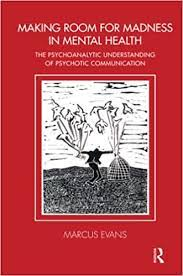 MAKING ROOM FOR MADNESS
IN MENTAL HEALTH
THE PSYCHOANALYTIC UNDERSTANDING
OF PSYCHOTIC COMMUNICATION
MARCUS EVANS
R